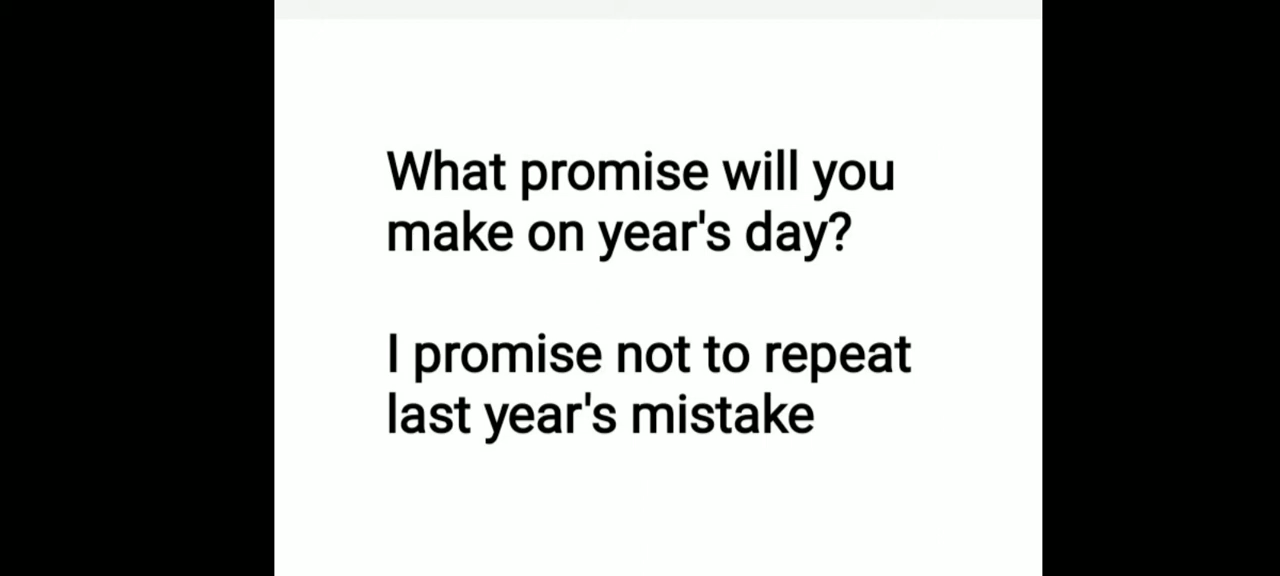 What promise will you
make on year's day?
I promise not to repeat
last year's mistake